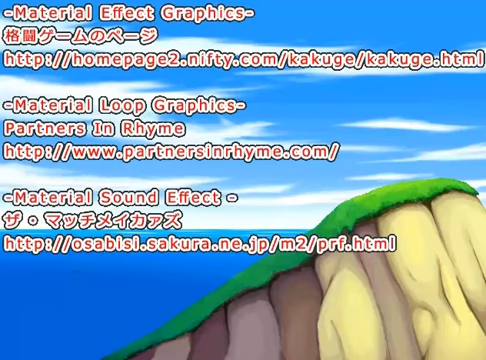 -Material Effect Graphics-
格闘ゲームのページ
http://homepage2.nifty.com/kakuge/kakuge.html
-Material Loop Graphics-
Partners In Rhyme
http://www.partnersinrhyme.com/
-Material Sound Effect -
ザ・マッチメイカァズ
http://osabisi.sakura.ne.jp/m2/prf.html